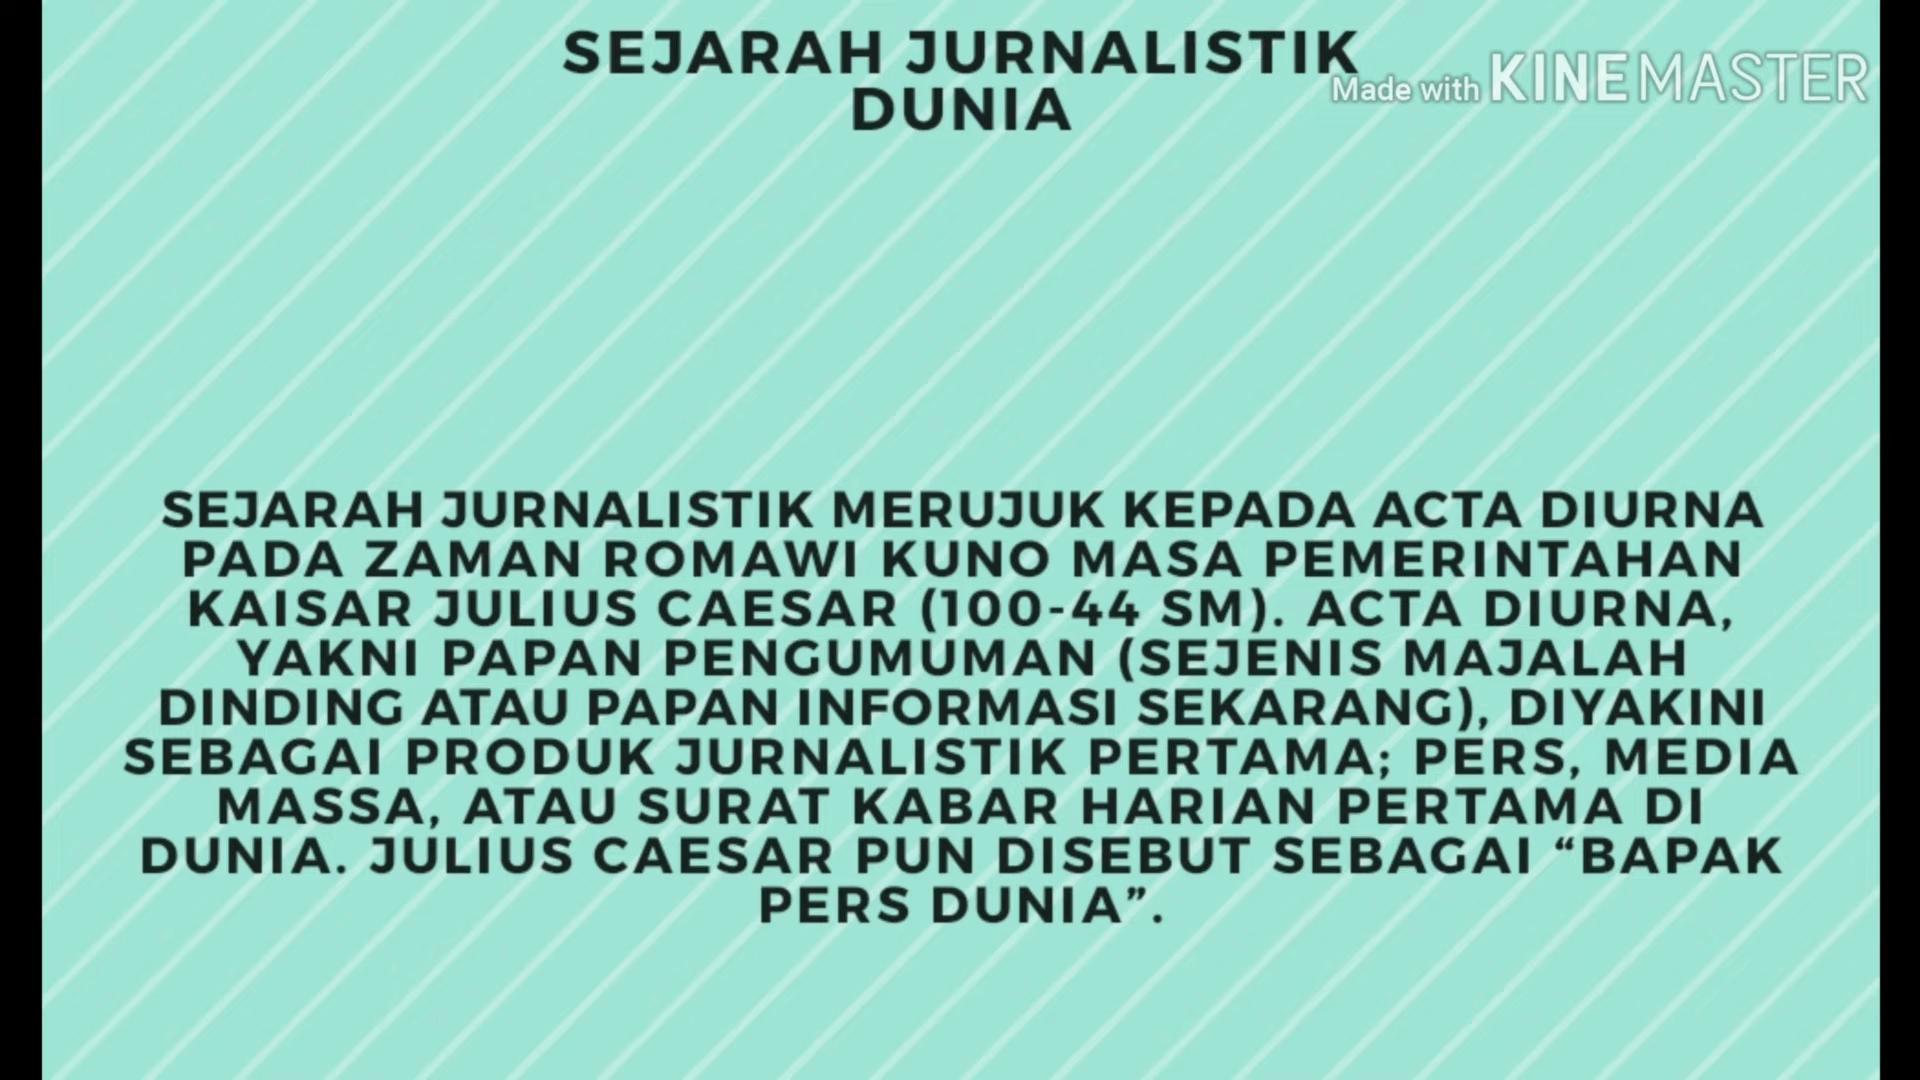 SEJARAH JURNALISTIK
DUNIA
Made with KINEMASTER
SEJARAH JURNALISTIK MERUJUK KEPADA ACTA DIURNA
PADA ZAMAN ROMAWI KUNO MASA PEMERINTAHAN
KAISAR JULIUS CAESAR (100-44 SM). ACTA DIURNA,
YAKNI PAPAN PENGUMUMAN (SEJENIS MAJALAH
DINDING ATAU PAPAN INFORMASI SEKARANG), DIYAKINI
SEBAGAI PRODUK JURNALISTIK PERTAMA; PERS, MEDIA
MASSA, ATAU SURAT KABAR HARIAN PERTAMA DI
DUNIA. JULIUS CAESAR PUN DISEBUT SEBAGAI “BAPAK
PERS DUNIA”.